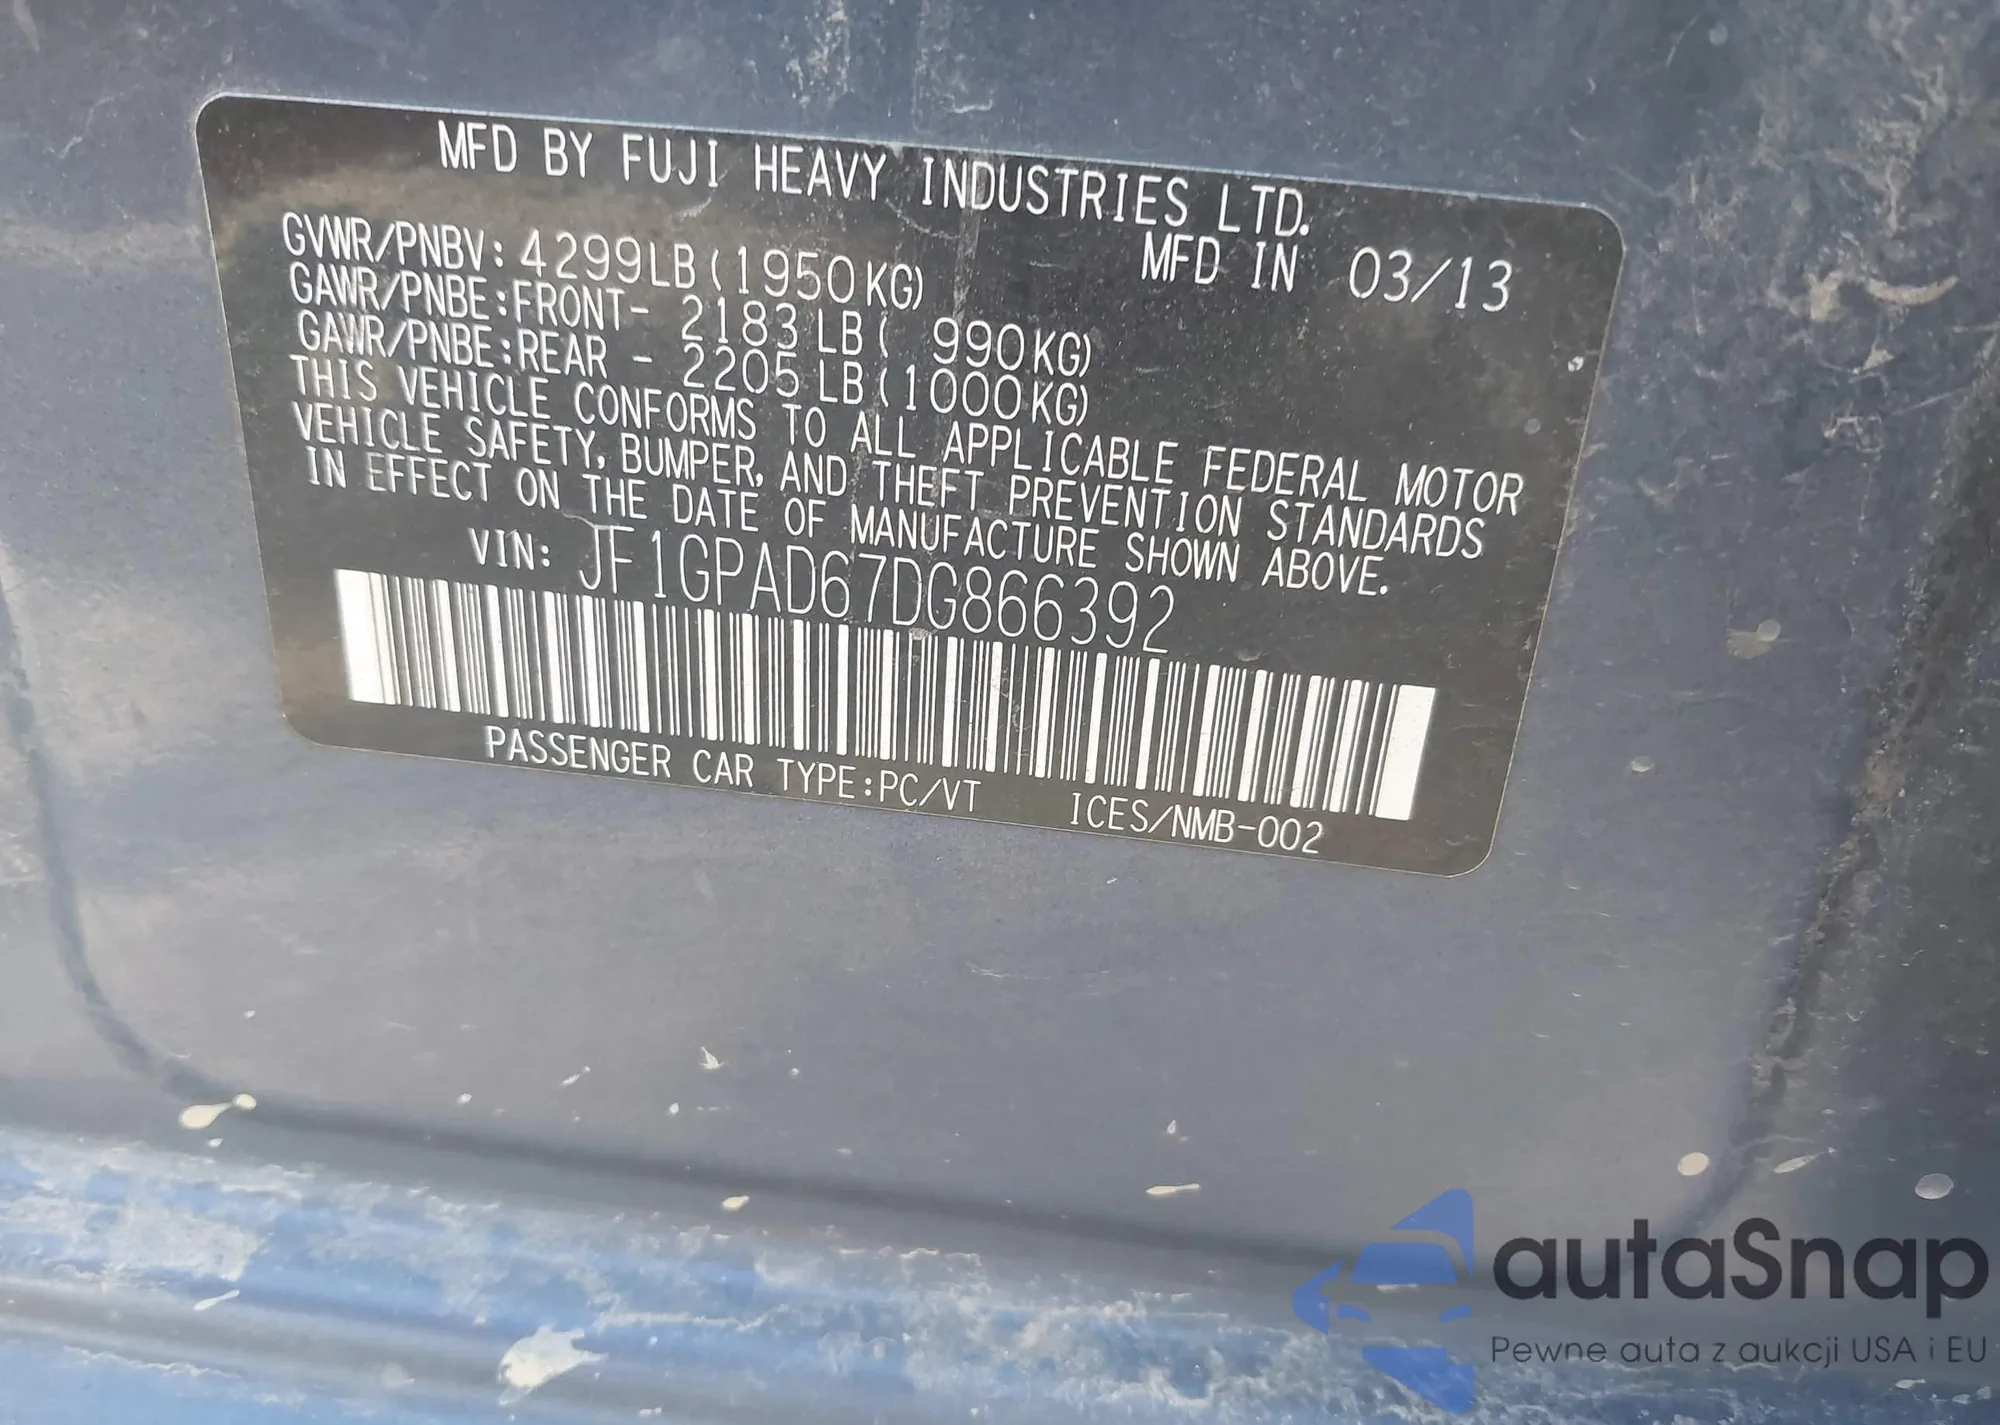 MFD BY FUJI HEAVY INDUSTRIES LTD.
GVWR/PNBV: 4299LB(1950KG) MFD IN 03/13
GAWR/PNBE:FRONT- 2183LB( 990KG)
GAWR/PNBE:REAR - 2205LB(1000KG)
THIS VEHICLE CONFORMS TO ALL APPLICABLE FEDERAL MOTOR
VEHICLE SAFETY, BUMPER, AND THEFT PREVENTION STANDARDS
IN EFFECT ON THE DATE OF MANUFACTURE SHOWN ABOVE.
VIN: JF1GPAD67DG866392
PASSENGER CAR TYPE:PC/VT ICES/NMB-002
autaSnap
Pewne auta z aukcji USA i EU